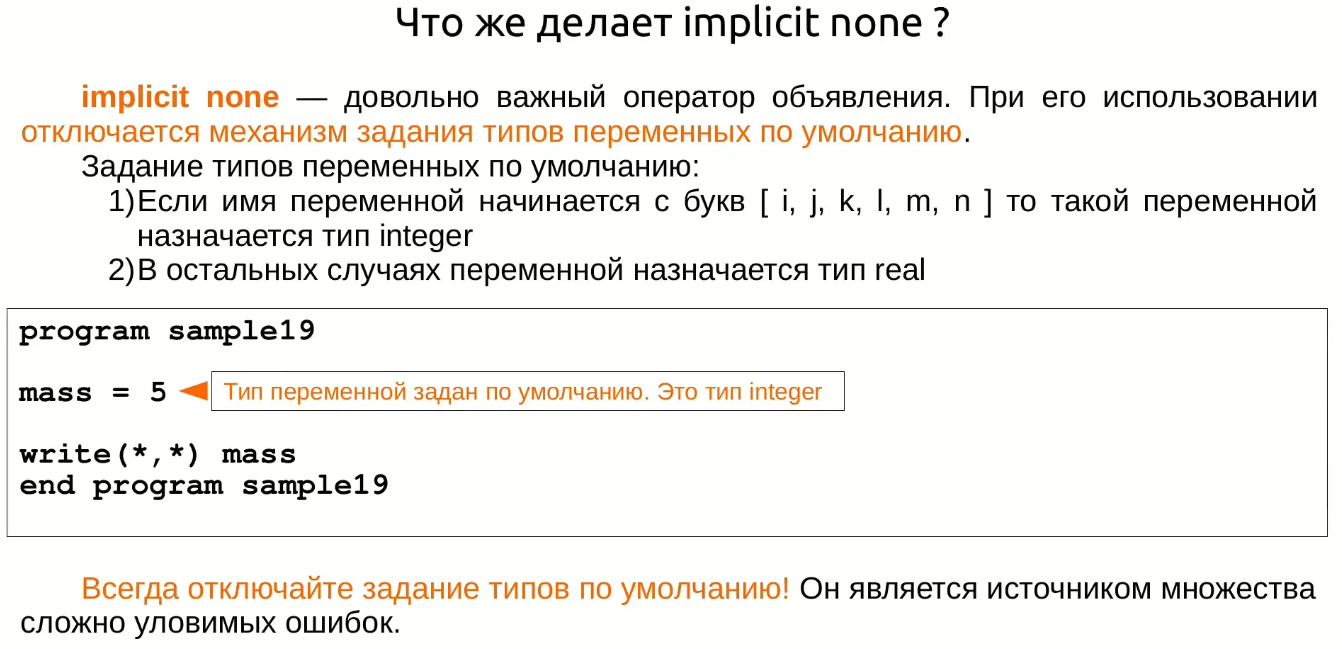 Что же делает implicit none ?
implicit none — довольно важный оператор объявления. При его использовании
отключается механизм задания типов переменных по умолчанию.
Задание типов переменных по умолчанию:
1)Если имя переменной начинается с букв [ i, j, k, l, m, n ] то такой переменной
назначается тип integer
2)В остальных случаях переменной назначается тип real
program sample19
mass = 5 Тип переменной задан по умолчанию. Это тип integer
write(*,*) mass
end program sample19
Всегда отключайте задание типов по умолчанию! Он является источником множества
сложно уловимых ошибок.